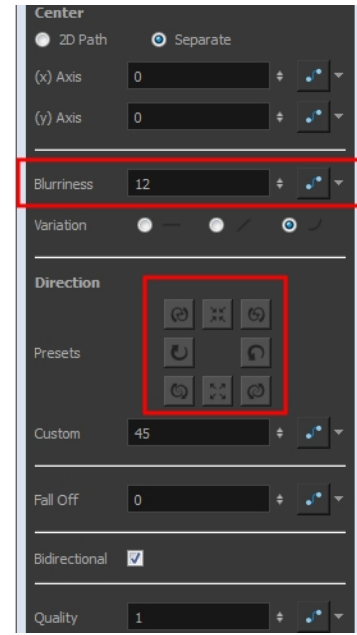 Center
2D Path Separate
(x) Axis 0
(y) Axis 0
Blurriness 12
Variation
Direction
Presets
Custom 45
Fall Off 0
Bidirectional
Quality 1